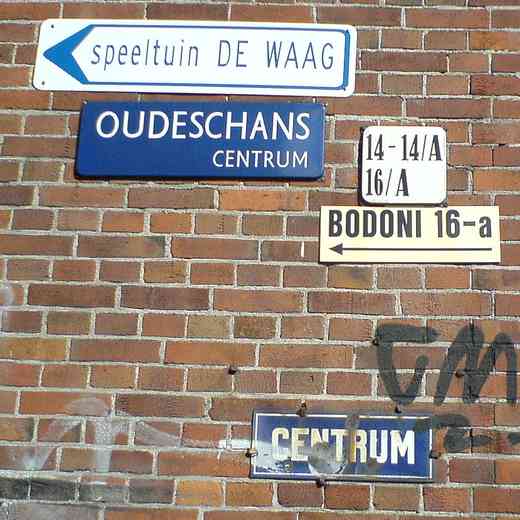 speeltuin DE WAAG
OUDESCHANS
CENTRUM
14-14/A
16/A
BODONI 16-a
CENTRUM